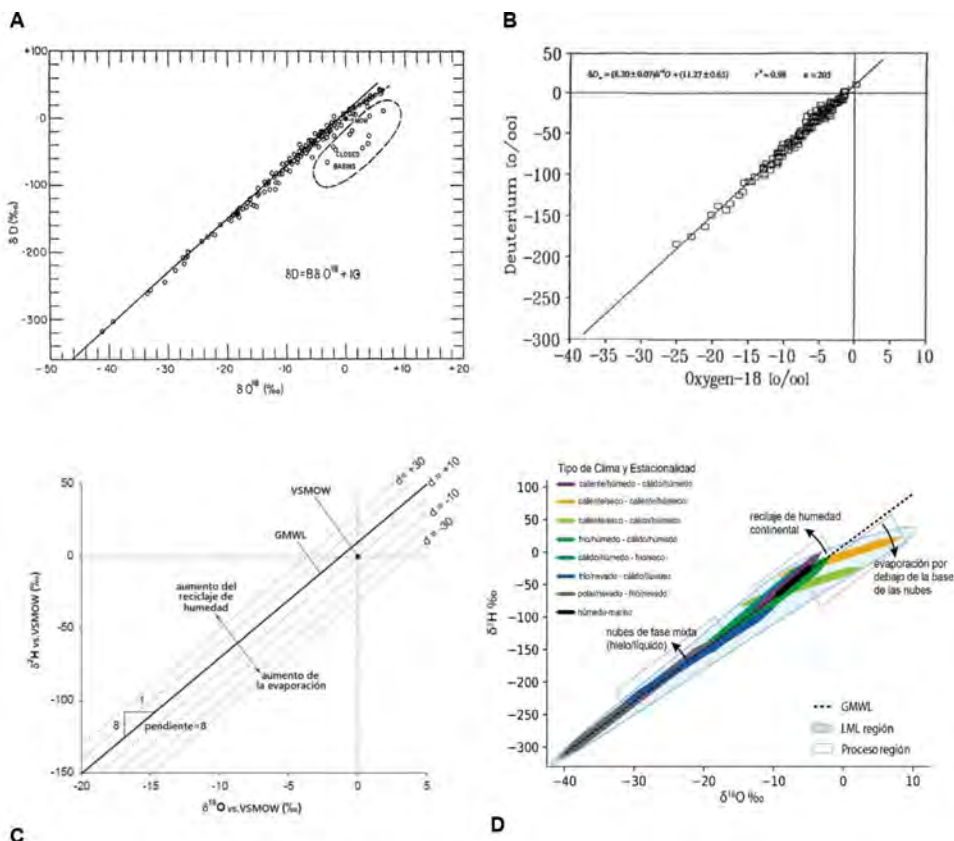 A
+100
0
-100
-200
-300
δD (‰)
CLOSED
BASINS
δD=8δO¹⁸ + 10
-50 -40 -30 -20 -10 0 +10 +20
δO¹⁸ (‰)
B
50
0
-50
-100
-150
-200
-250
-300
Deuterium [o/oo]
r² = 0.98
-40 -35 -30 -25 -20 -15 -10 -5 0 5 10
Oxygen-18 [o/oo]
50
0
-50
-100
-150
δ²H vs.VSMOW (‰)
d= +30
d= +10
d= -10
d= -30
VSMOW
GMWL
aumento del
reciclaje de
humedad
aumento de
la evaporación
1
8
pendiente=8
-20 -15 -10 -5 0 5
δ¹⁸O vs.VSMOW (‰)
C
Tipo de Clima y Estacionalidad
caliente/húmedo - cálido/húmedo
húmedo-marino
100
50
0
-50
-100
-150
-200
-250
-300
δ²H ‰
reciclaje de humedad
continental
evaporación por
debajo de la base
de las nubes
nubes de fase mixta
(hielo/líquido)
GMWL
LML región
Proceso región
-40 -30 -20 -10 0 10
δ¹⁸O ‰
D